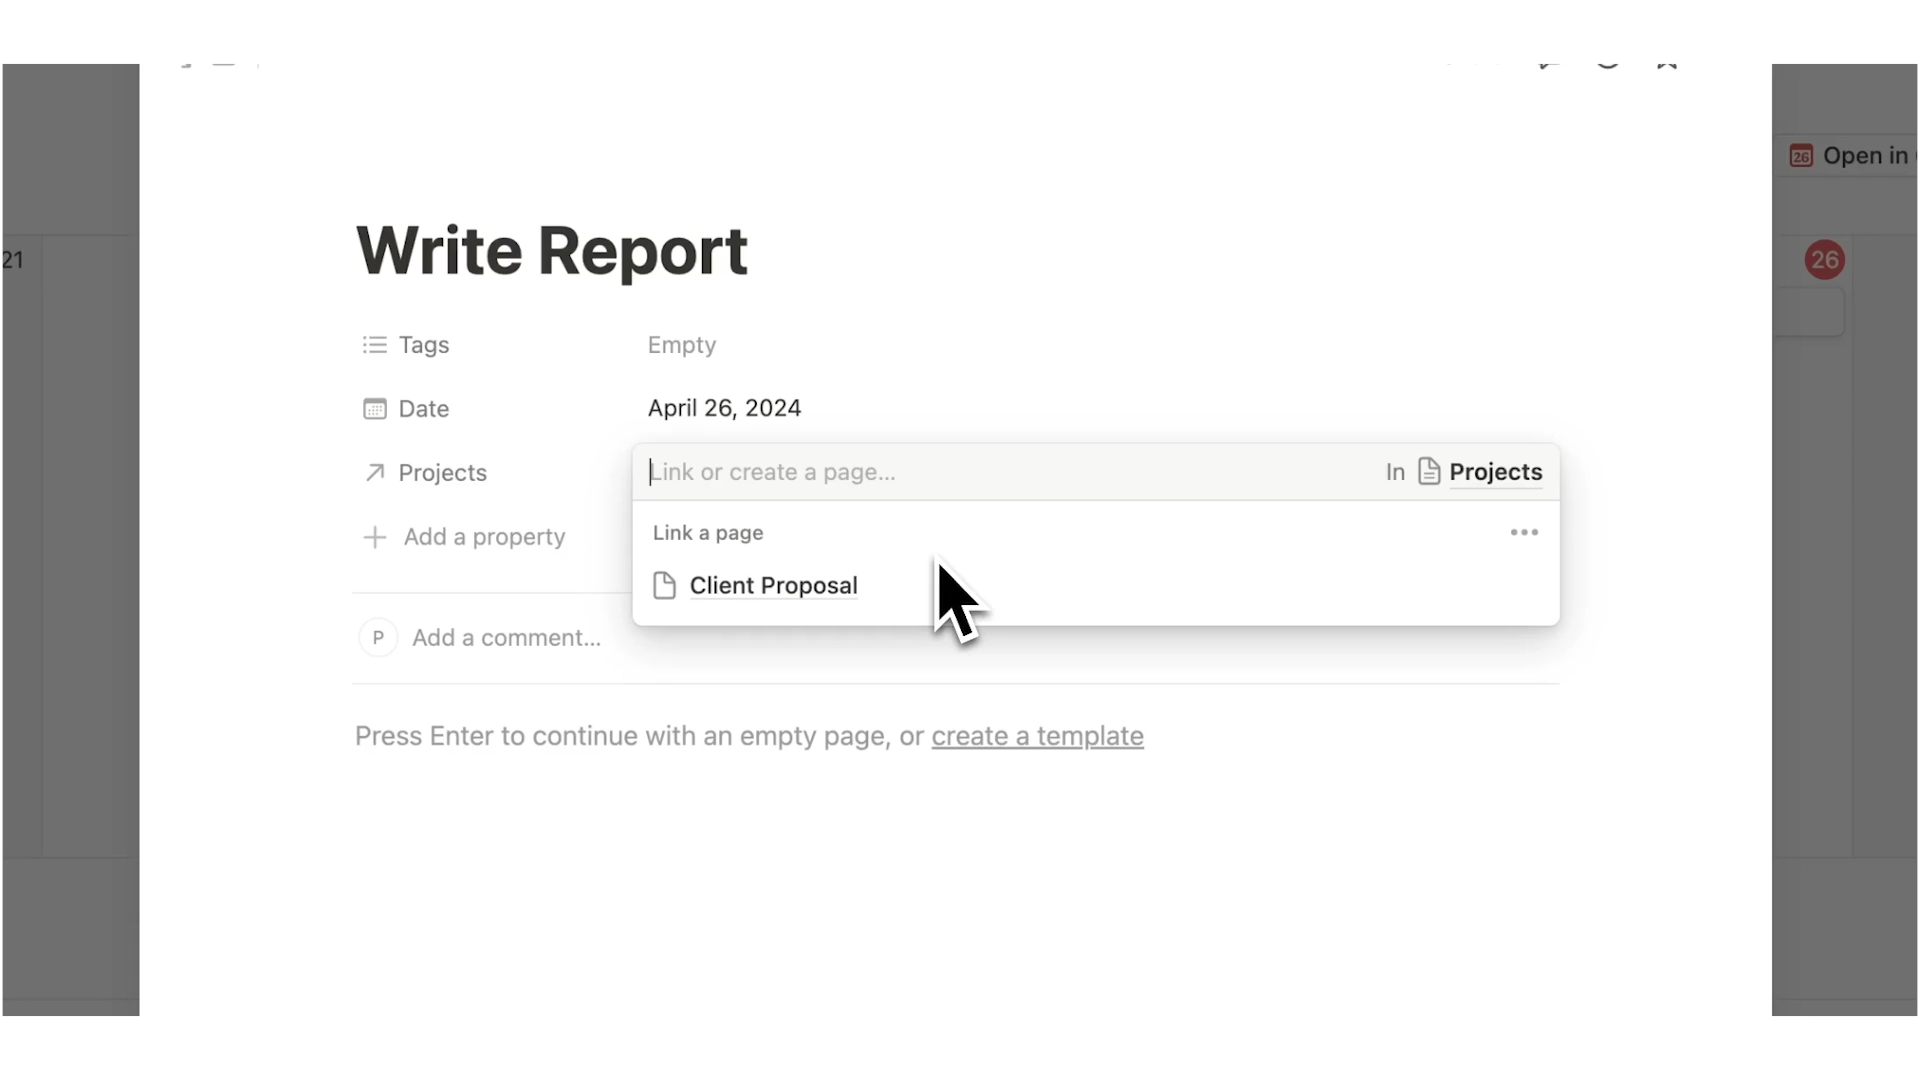 26 Open in
21
26
Write Report
Tags Empty
Date April 26, 2024
Projects Link or create a page... In Projects
Link a page
Add a property
Client Proposal
P Add a comment...
Press Enter to continue with an empty page, or create a template